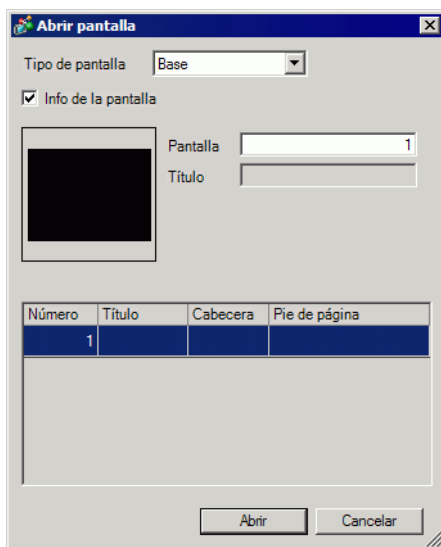 Abrir pantalla
Tipo de pantalla Base
Info de la pantalla
Pantalla 1
Título
Número Título Cabecera Pie de página
1
Abrir Cancelar